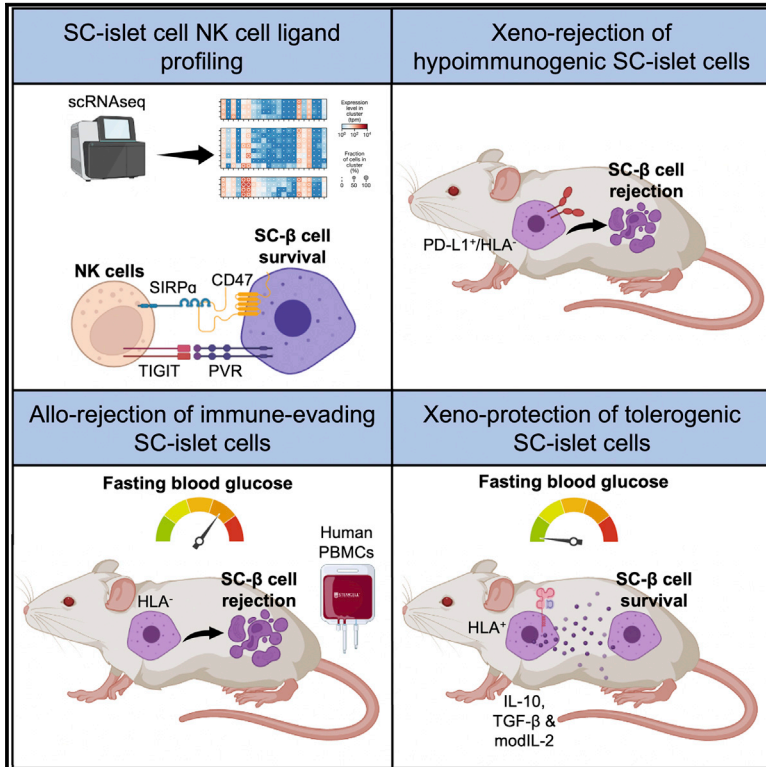 SC-islet cell NK cell ligand
profiling
scRNAseq
Expression
level in
cluster
(tpm)
10⁰ 10² 10⁴
Fraction
of cells in
cluster
(%)
0 50 100
SC-β cell
survival
NK cells
SIRPα
CD47
TIGIT
PVR
Xeno-rejection of
hypoimmunogenic SC-islet cells
SC-β cell
rejection
PD-L1⁺/HLA⁻
Allo-rejection of immune-evading
SC-islet cells
Fasting blood glucose
Human
PBMCs
STEMCELL
HLA⁻
SC-β cell
rejection
Xeno-protection of tolerogenic
SC-islet cells
Fasting blood glucose
SC-β cell
survival
HLA⁺
IL-10,
TGF-β &
modIL-2